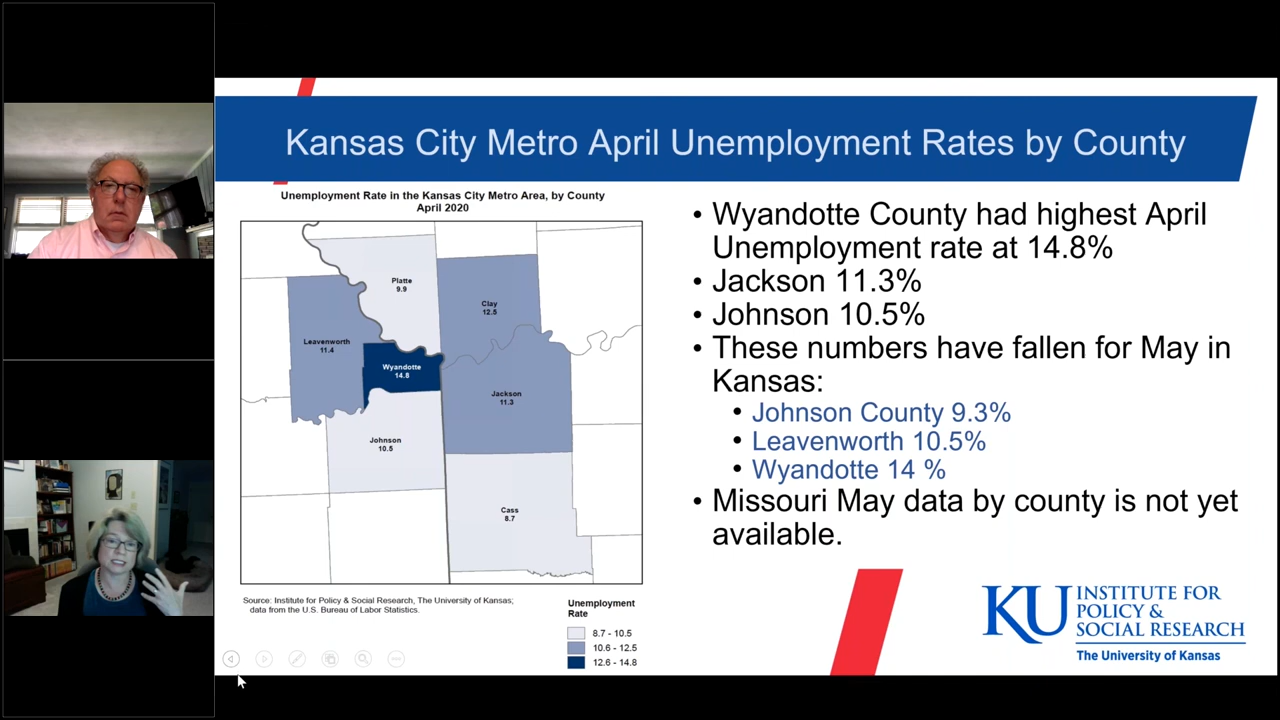 Kansas City Metro April Unemployment Rates by County
Unemployment Rate in the Kansas City Metro Area, by County
April 2020
Platte
9.9
Clay
12.5
Leavenworth
11.4
Wyandotte
14.8
Jackson
11.3
Johnson
10.5
Cass
8.7
Source: Institute for Policy & Social Research, The University of Kansas;
data from the U.S. Bureau of Labor Statistics.
Unemployment
Rate
8.7 - 10.5
10.6 - 12.5
12.6 - 14.8
• Wyandotte County had highest April
Unemployment rate at 14.8%
• Jackson 11.3%
• Johnson 10.5%
• These numbers have fallen for May in
Kansas:
• Johnson County 9.3%
• Leavenworth 10.5%
• Wyandotte 14 %
• Missouri May data by county is not yet
available.
KU INSTITUTE FOR
POLICY &
SOCIAL RESEARCH
The University of Kansas